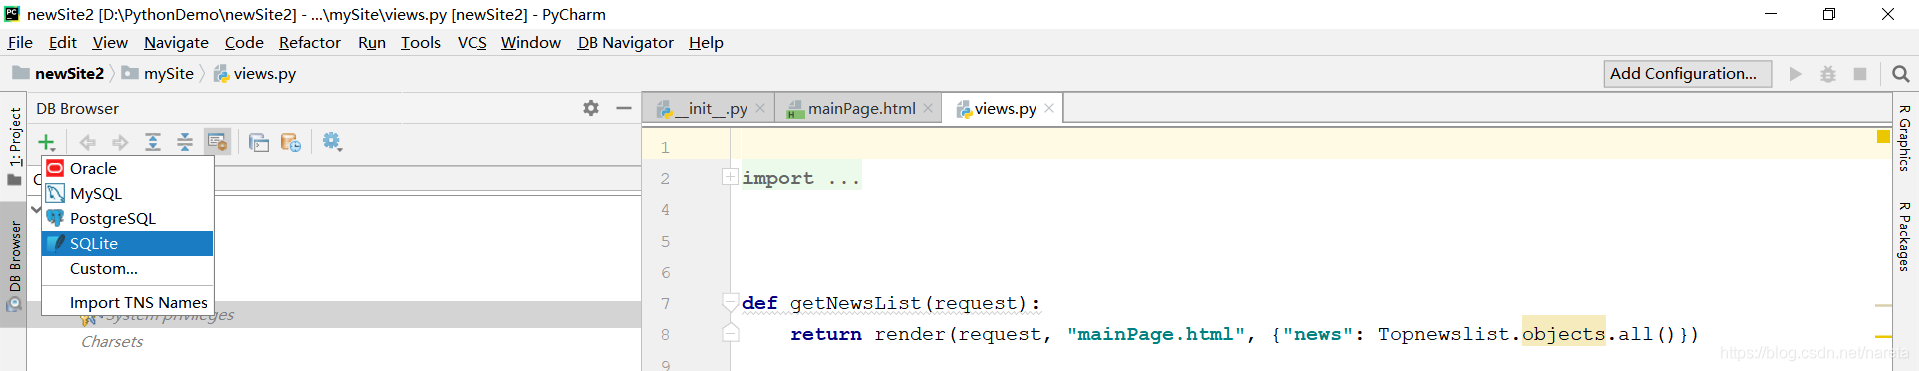 newSite2 [D:\PythonDemo\newSite2] - ...\mySite\views.py [newSite2] - PyCharm
File Edit View Navigate Code Refactor Run Tools VCS Window DB Navigator Help
newSite2 mySite views.py
Add Configuration...
1: Project
DB Browser
DB Browser
Oracle
MySQL
PostgreSQL
SQLite
Custom...
Import TNS Names
System privileges
Charsets
__init__.py mainPage.html views.py
1
2 import ...
4
5
6
7 def getNewsList(request):
8 return render(request, "mainPage.html", {"news": Topnewslist.objects.all()})
9
R Graphics
R Packages
https://blog.csdn.net/nareta